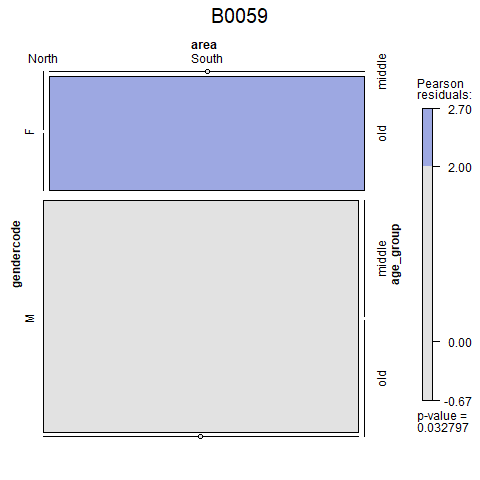 B0059
area
North
South
middle
old
F
gendercode
M
middle
age_group
old
Pearson
residuals:
2.70
2.00
0.00
-0.67
p-value =
0.032797